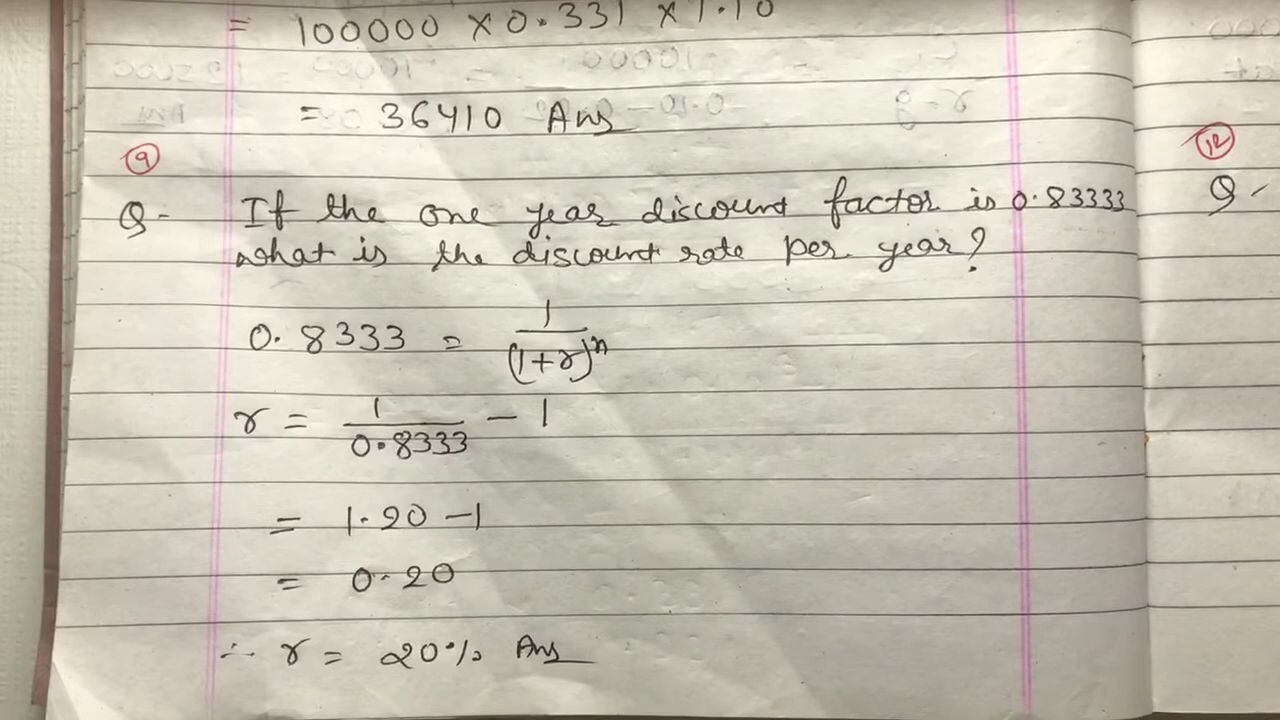 = 100000 × 0.331 × 1.10
= 36410 Ans
9
Q- If the one year discount factor is 0.83333
what is the discount rate per year?
0.8333 = 1/(1+r)^n
r = 1/0.8333 - 1
= 1.20 -1
= 0.20
∴ r = 20% Ans
12
Q-